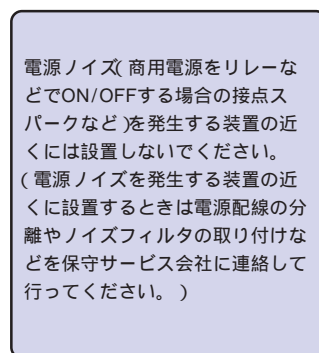 電源ノイズ(商用電源をリレーな
どでON/OFFする場合の接点ス
パークなど)を発生する装置の近
くには設置しないでください。
(電源ノイズを発生する装置の近
くに設置するときは電源配線の分
離やノイズフィルタの取り付けな
どを保守サービス会社に連絡して
行ってください。)